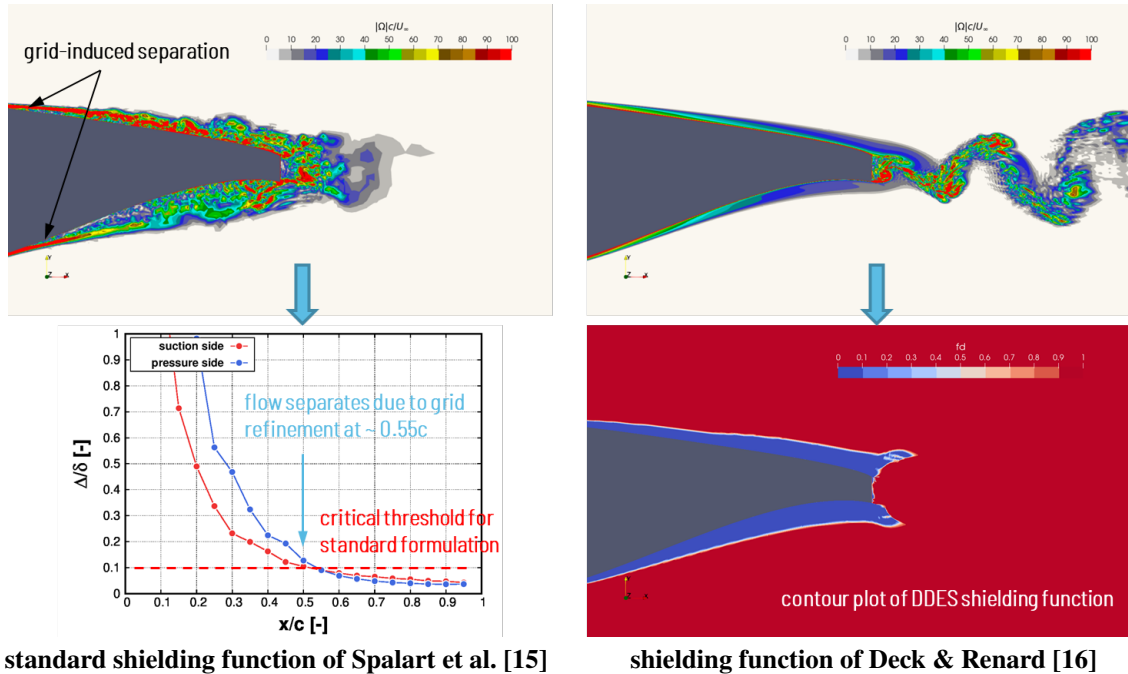 grid-induced separation
|Ω|c/U∞
0 10 20 30 40 50 60 70 80 90 100
Y
Z X
|Ω|c/U∞
0 10 20 30 40 50 60 70 80 90 100
Y
Z X
1
0.9
0.8
0.7
0.6
0.5
0.4
0.3
0.2
0.1
0
Δ/δ [-]
suction side
pressure side
flow separates due to grid
refinement at ~ 0.55c
critical threshold for
standard formulation
0 0.1 0.2 0.3 0.4 0.5 0.6 0.7 0.8 0.9 1
x/c [-]
fd
0 0.1 0.2 0.3 0.4 0.5 0.6 0.7 0.8 0.9 1
contour plot of DDES shielding function
standard shielding function of Spalart et al. [15]
shielding function of Deck & Renard [16]